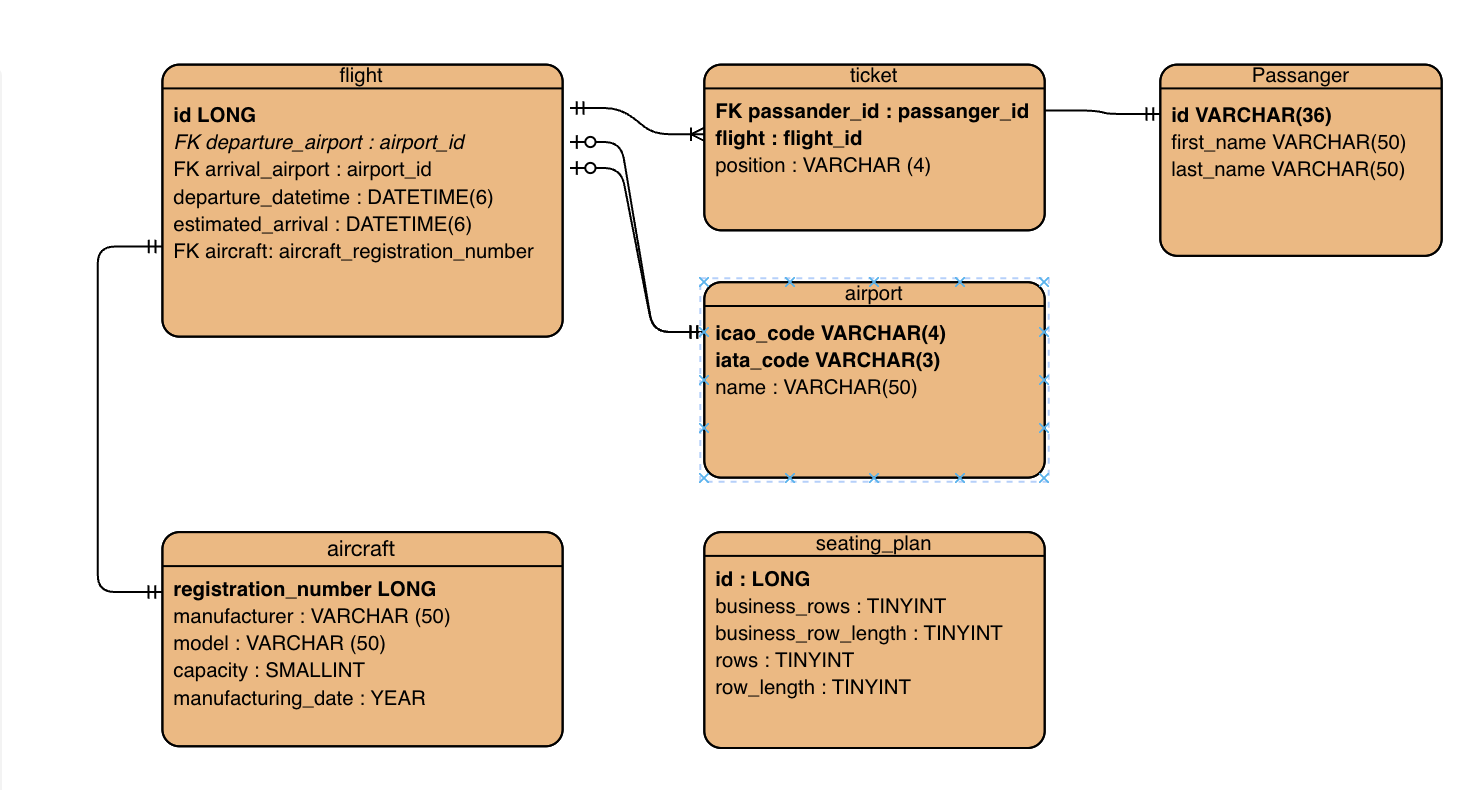 flight
id LONG
FK departure_airport : airport_id
FK arrival_airport : airport_id
departure_datetime : DATETIME(6)
estimated_arrival : DATETIME(6)
FK aircraft: aircraft_registration_number
ticket
FK passander_id : passanger_id
flight : flight_id
position : VARCHAR (4)
Passanger
id VARCHAR(36)
first_name VARCHAR(50)
last_name VARCHAR(50)
airport
icao_code VARCHAR(4)
iata_code VARCHAR(3)
name : VARCHAR(50)
aircraft
registration_number LONG
manufacturer : VARCHAR (50)
model : VARCHAR (50)
capacity : SMALLINT
manufacturing_date : YEAR
seating_plan
id : LONG
business_rows : TINYINT
business_row_length : TINYINT
rows : TINYINT
row_length : TINYINT